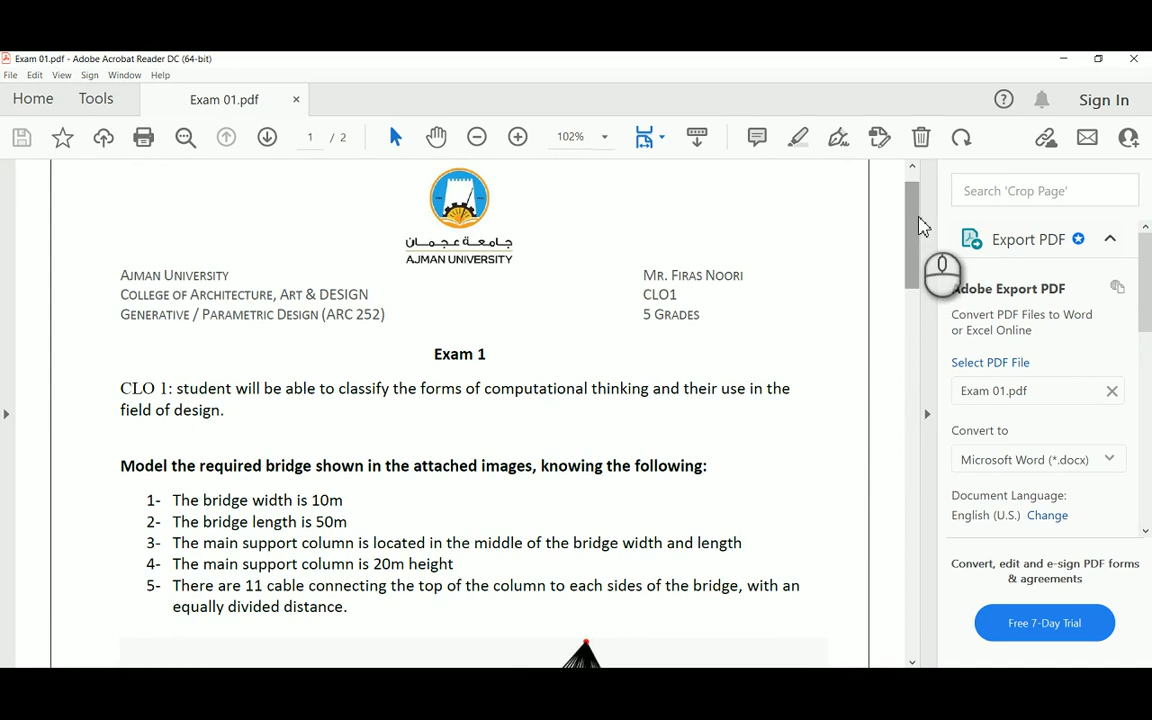 Exam 01.pdf - Adobe Acrobat Reader DC (64-bit)
File Edit View Sign Window Help
Home Tools Exam 01.pdf × Sign In
1 / 2 102%
Search 'Crop Page'
Export PDF
Adobe Export PDF
Convert PDF Files to Word
or Excel Online
Select PDF File
Exam 01.pdf
Convert to
Microsoft Word (*.docx)
Document Language:
English (U.S.) Change
Convert, edit and e-sign PDF forms
& agreements
Free 7-Day Trial
جامعة عجمان
AJMAN UNIVERSITY
AJMAN UNIVERSITY MR. FIRAS NOORI
COLLEGE OF ARCHITECTURE, ART & DESIGN CLO1
GENERATIVE / PARAMETRIC DESIGN (ARC 252) 5 GRADES
Exam 1
CLO 1: student will be able to classify the forms of computational thinking and their use in the
field of design.
Model the required bridge shown in the attached images, knowing the following:
1- The bridge width is 10m
2- The bridge length is 50m
3- The main support column is located in the middle of the bridge width and length
4- The main support column is 20m height
5- There are 11 cable connecting the top of the column to each sides of the bridge, with an
equally divided distance.